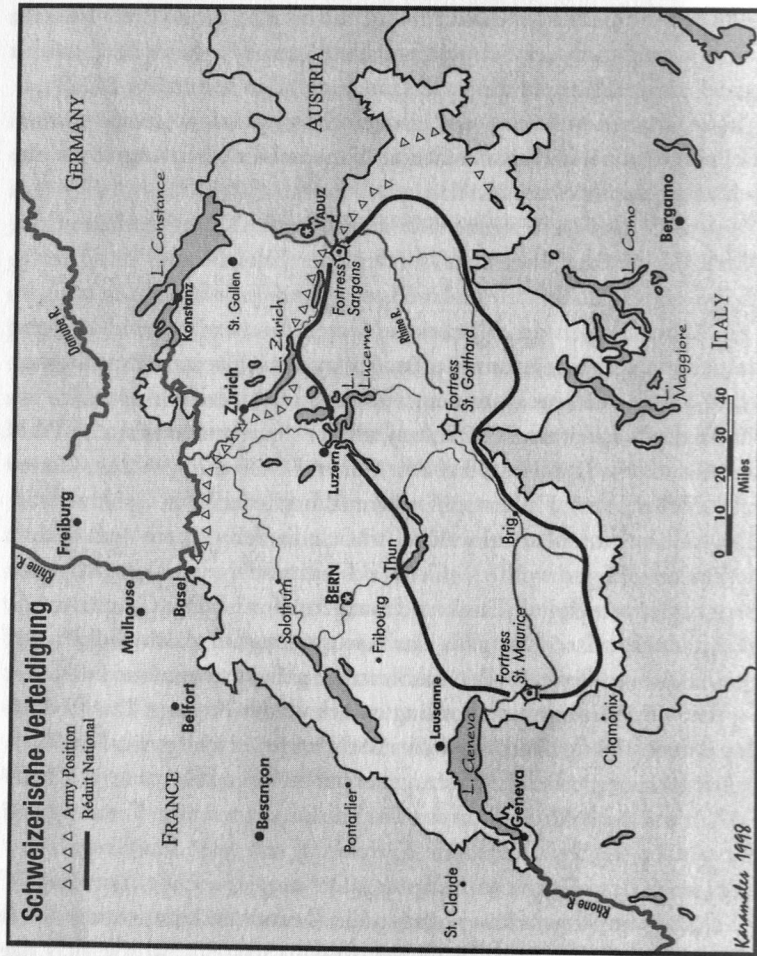 Schweizerische Verteidigung
△△△△ Army Position
Réduit National
GERMANY
AUSTRIA
FRANCE
ITALY
Danube R.
Rhine R.
Freiburg
Mulhouse
Belfort
Basel
Besançon
Pontarlier
St. Claude
L. Constance
Konstanz
St. Gallen
Zurich
L. Zurich
VADUZ
Fortress
Sargans
Luzern
L. Lucerne
Solothurn
BERN
Fribourg
Thun
Rhine R.
Fortress
St. Gotthard
Lausanne
L. Geneva
Geneva
Fortress
St. Maurice
Brig
Chamonix
Rhone R
L.
Maggiore
L. Como
Bergamo
0 10 20 30 40
Miles
Karamales 1998